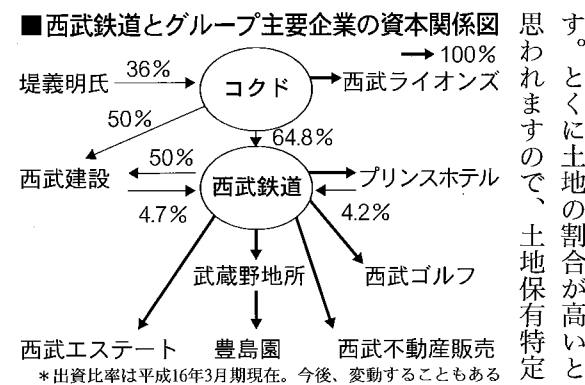 ■西武鉄道とグループ主要企業の資本関係図
→100%
堤義明氏
36%
コクド
西武ライオンズ
50%
64.8%
西武建設
50%
西武鉄道
プリンスホテル
4.7%
4.2%
武蔵野地所
西武ゴルフ
西武エステート
豊島園
西武不動産販売
*出資比率は平成16年3月期現在。今後、変動することもある
す。とくに土地の割合が高いと
思われますので、土地保有特定